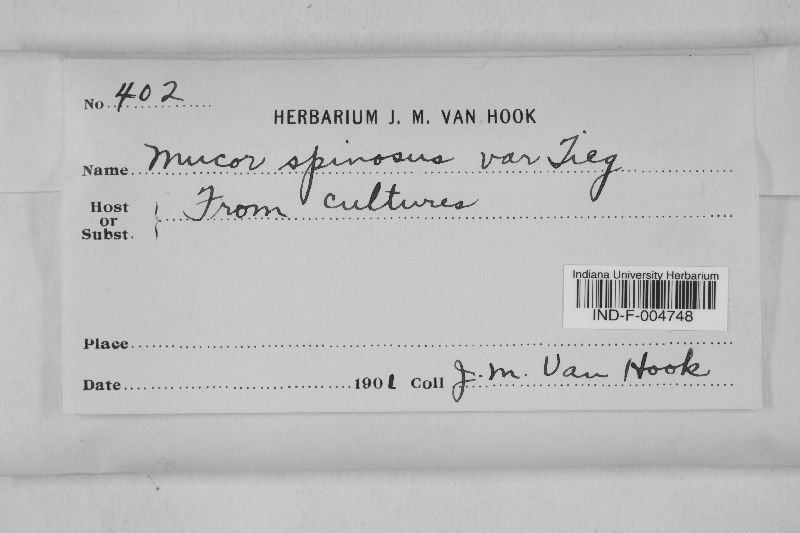 No. 402
HERBARIUM J. M. VAN HOOK
Name Mucor spinosus var Tieg
Host or Subst. { From cultures
Indiana University Herbarium
IND-F-004748
Place
Date 1901 Coll J. M. Van Hook